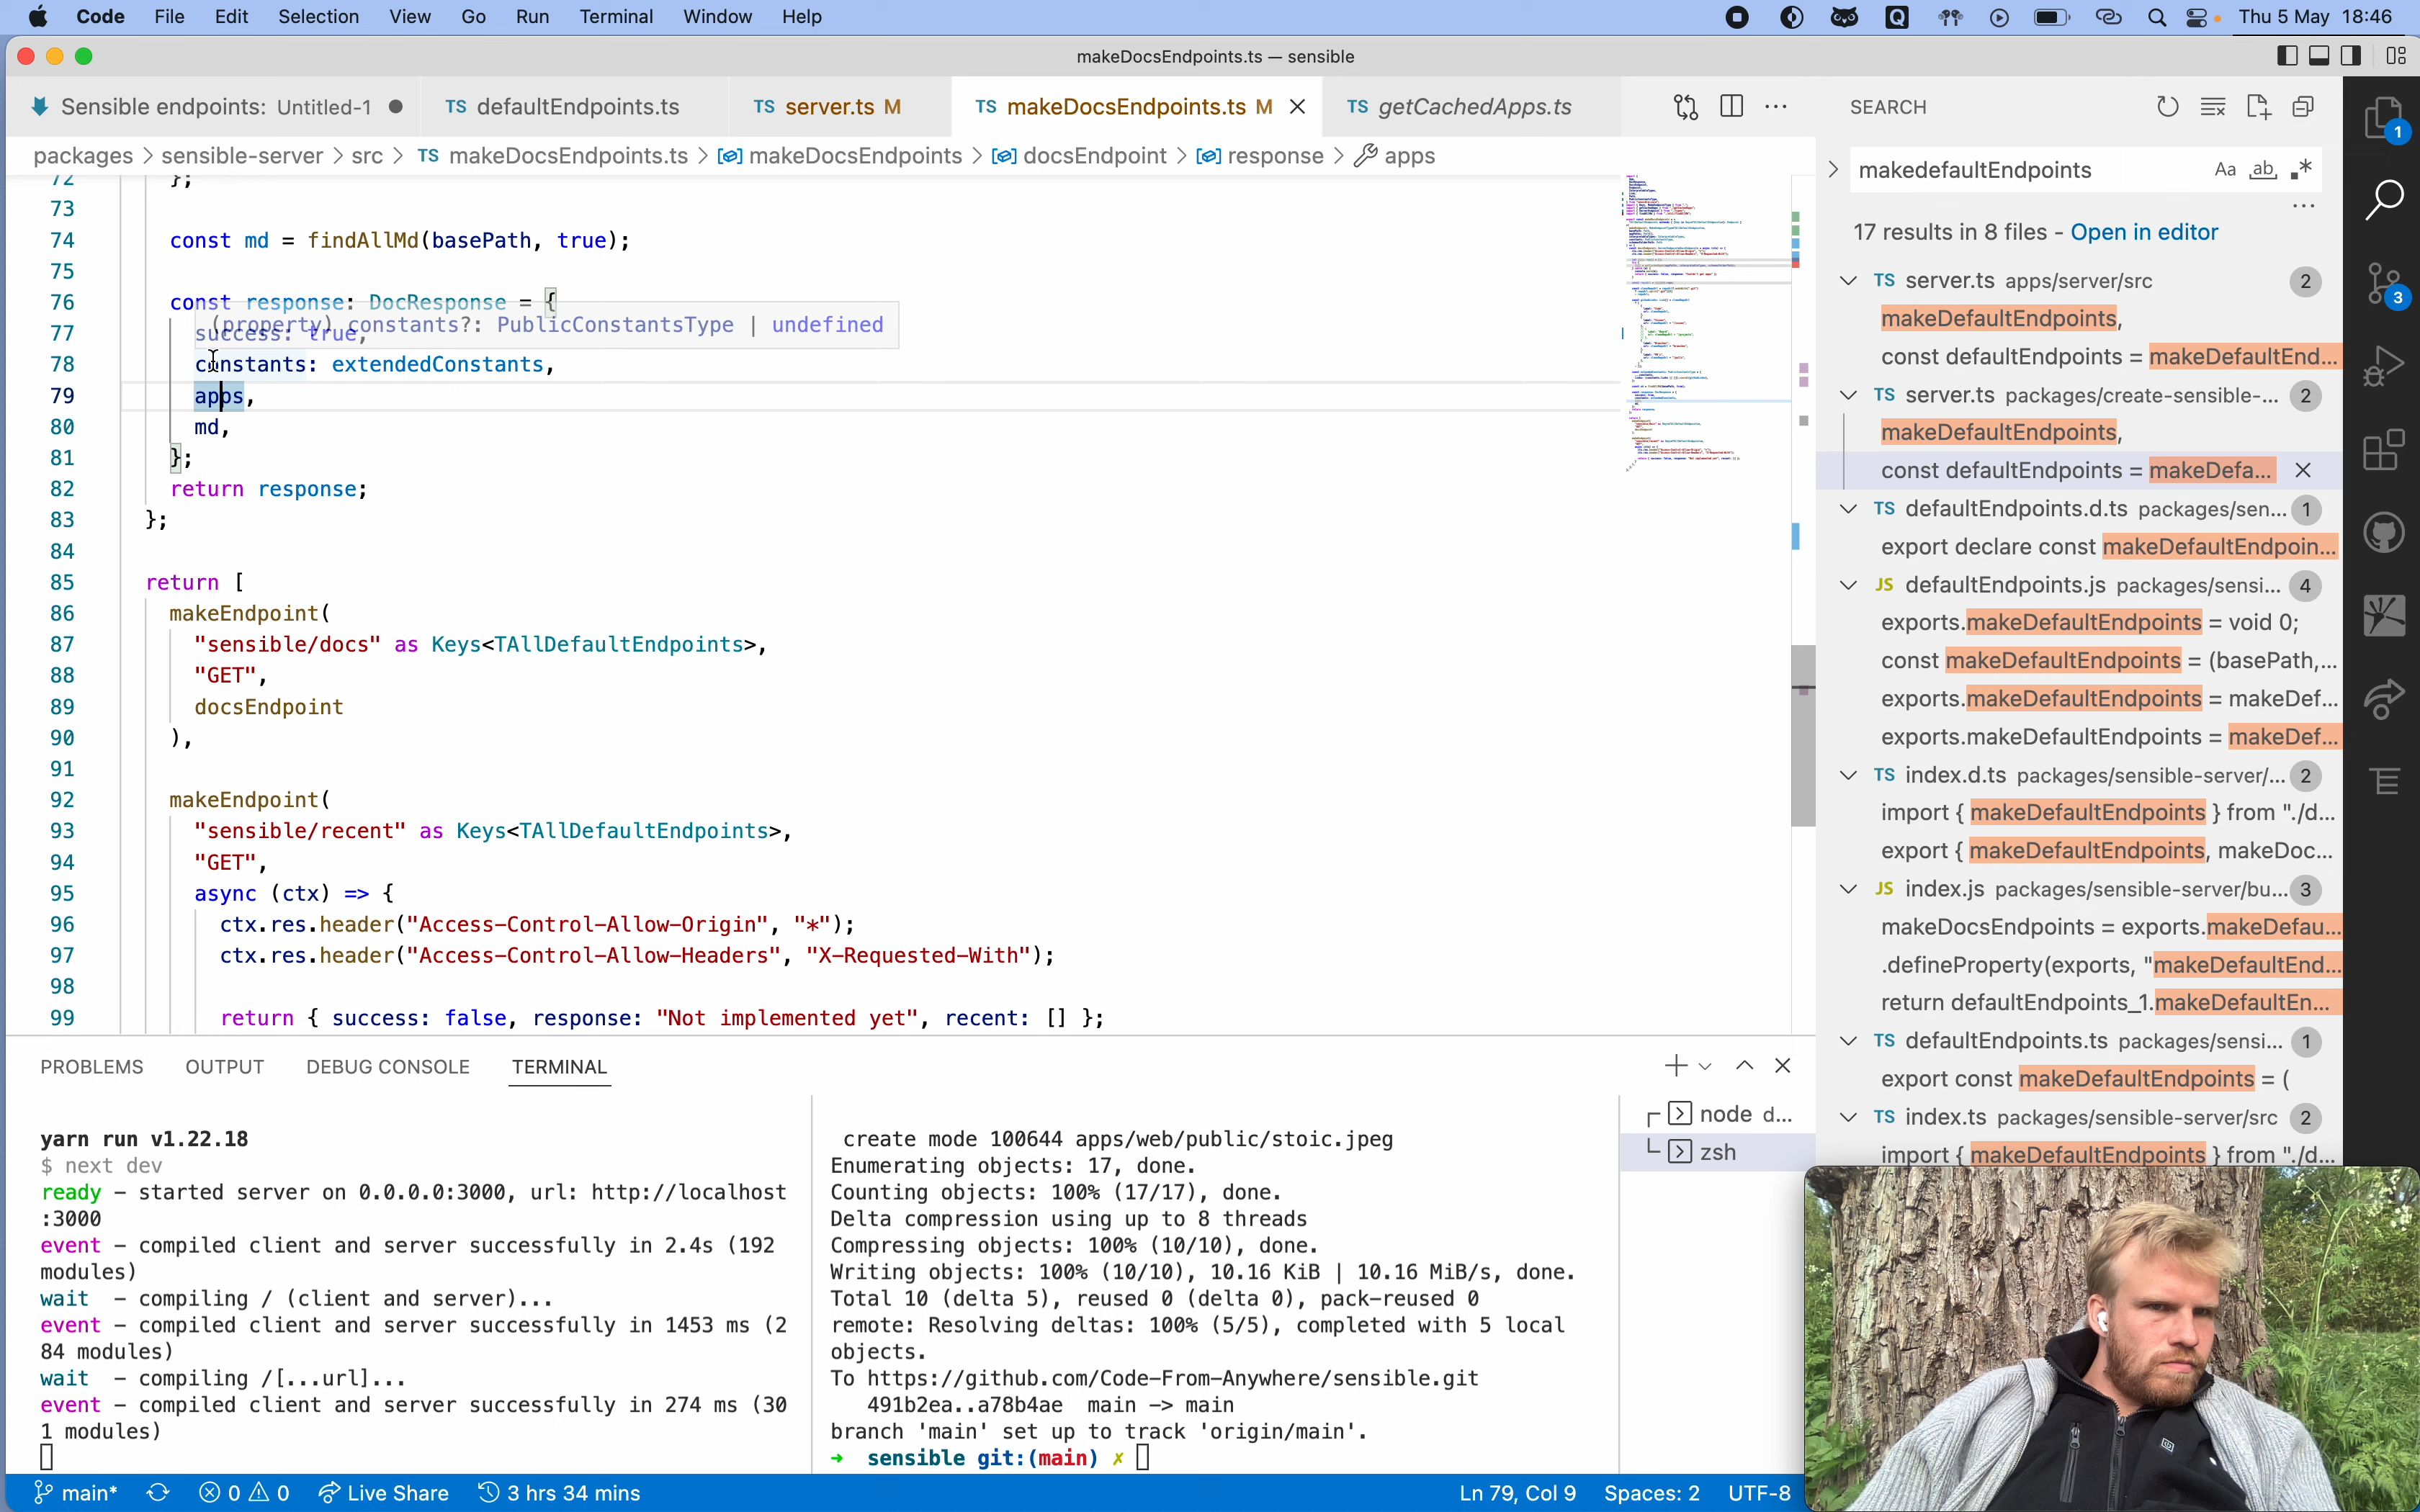 Code File Edit Selection View Go Run Terminal Window Help Thu 5 May 18:46
makeDocsEndpoints.ts — sensible
Sensible endpoints: Untitled-1 TS defaultEndpoints.ts TS server.ts M TS makeDocsEndpoints.ts M TS getCachedApps.ts
packages > sensible-server > src > TS makeDocsEndpoints.ts > makeDocsEndpoints > docsEndpoint > response > apps
72 };
73
74 const md = findAllMd(basePath, true);
75
76 const response: DocResponse = {
(property) constants?: PublicConstantsType | undefined
77 success: true,
78 constants: extendedConstants,
79 apps,
80 md,
81 };
82 return response;
83 };
84
85 return [
86 makeEndpoint(
87 "sensible/docs" as Keys<TAllDefaultEndpoints>,
88 "GET",
89 docsEndpoint
90 ),
91
92 makeEndpoint(
93 "sensible/recent" as Keys<TAllDefaultEndpoints>,
94 "GET",
95 async (ctx) => {
96 ctx.res.header("Access-Control-Allow-Origin", "*");
97 ctx.res.header("Access-Control-Allow-Headers", "X-Requested-With");
98
99 return { success: false, response: "Not implemented yet", recent: [] };
PROBLEMS OUTPUT DEBUG CONSOLE TERMINAL
yarn run v1.22.18
$ next dev
ready - started server on 0.0.0.0:3000, url: http://localhost
:3000
event - compiled client and server successfully in 2.4s (192
modules)
wait - compiling / (client and server)...
event - compiled client and server successfully in 1453 ms (2
84 modules)
wait - compiling /[...url]...
event - compiled client and server successfully in 274 ms (30
1 modules)
create mode 100644 apps/web/public/stoic.jpeg
Enumerating objects: 17, done.
Counting objects: 100% (17/17), done.
Delta compression using up to 8 threads
Compressing objects: 100% (10/10), done.
Writing objects: 100% (10/10), 10.16 KiB | 10.16 MiB/s, done.
Total 10 (delta 5), reused 0 (delta 0), pack-reused 0
remote: Resolving deltas: 100% (5/5), completed with 5 local
objects.
To https://github.com/Code-From-Anywhere/sensible.git
491b2ea..a78b4ae main -> main
branch 'main' set up to track 'origin/main'.
➜ sensible git:(main) ✗
node d...
zsh
SEARCH
makedefaultEndpoints Aa ab .*
17 results in 8 files - Open in editor
TS server.ts apps/server/src 2
makeDefaultEndpoints,
const defaultEndpoints = makeDefaultEnd...
TS server.ts packages/create-sensible-... 2
makeDefaultEndpoints,
const defaultEndpoints = makeDefa...
TS defaultEndpoints.d.ts packages/sen... 1
export declare const makeDefaultEndpoin...
JS defaultEndpoints.js packages/sensi... 4
exports.makeDefaultEndpoints = void 0;
const makeDefaultEndpoints = (basePath,...
exports.makeDefaultEndpoints = makeDef...
exports.makeDefaultEndpoints = makeDef...
TS index.d.ts packages/sensible-server/... 2
import { makeDefaultEndpoints } from "./d...
export { makeDefaultEndpoints, makeDoc...
JS index.js packages/sensible-server/bu... 3
makeDocsEndpoints = exports.makeDefau...
.defineProperty(exports, "makeDefaultEnd...
return defaultEndpoints_1.makeDefaultEn...
TS defaultEndpoints.ts packages/sensi... 1
export const makeDefaultEndpoints = (
TS index.ts packages/sensible-server/src 2
import { makeDefaultEndpoints } from "./d...
1
3
main* 0 0 Live Share 3 hrs 34 mins Ln 79, Col 9 Spaces: 2 UTF-8